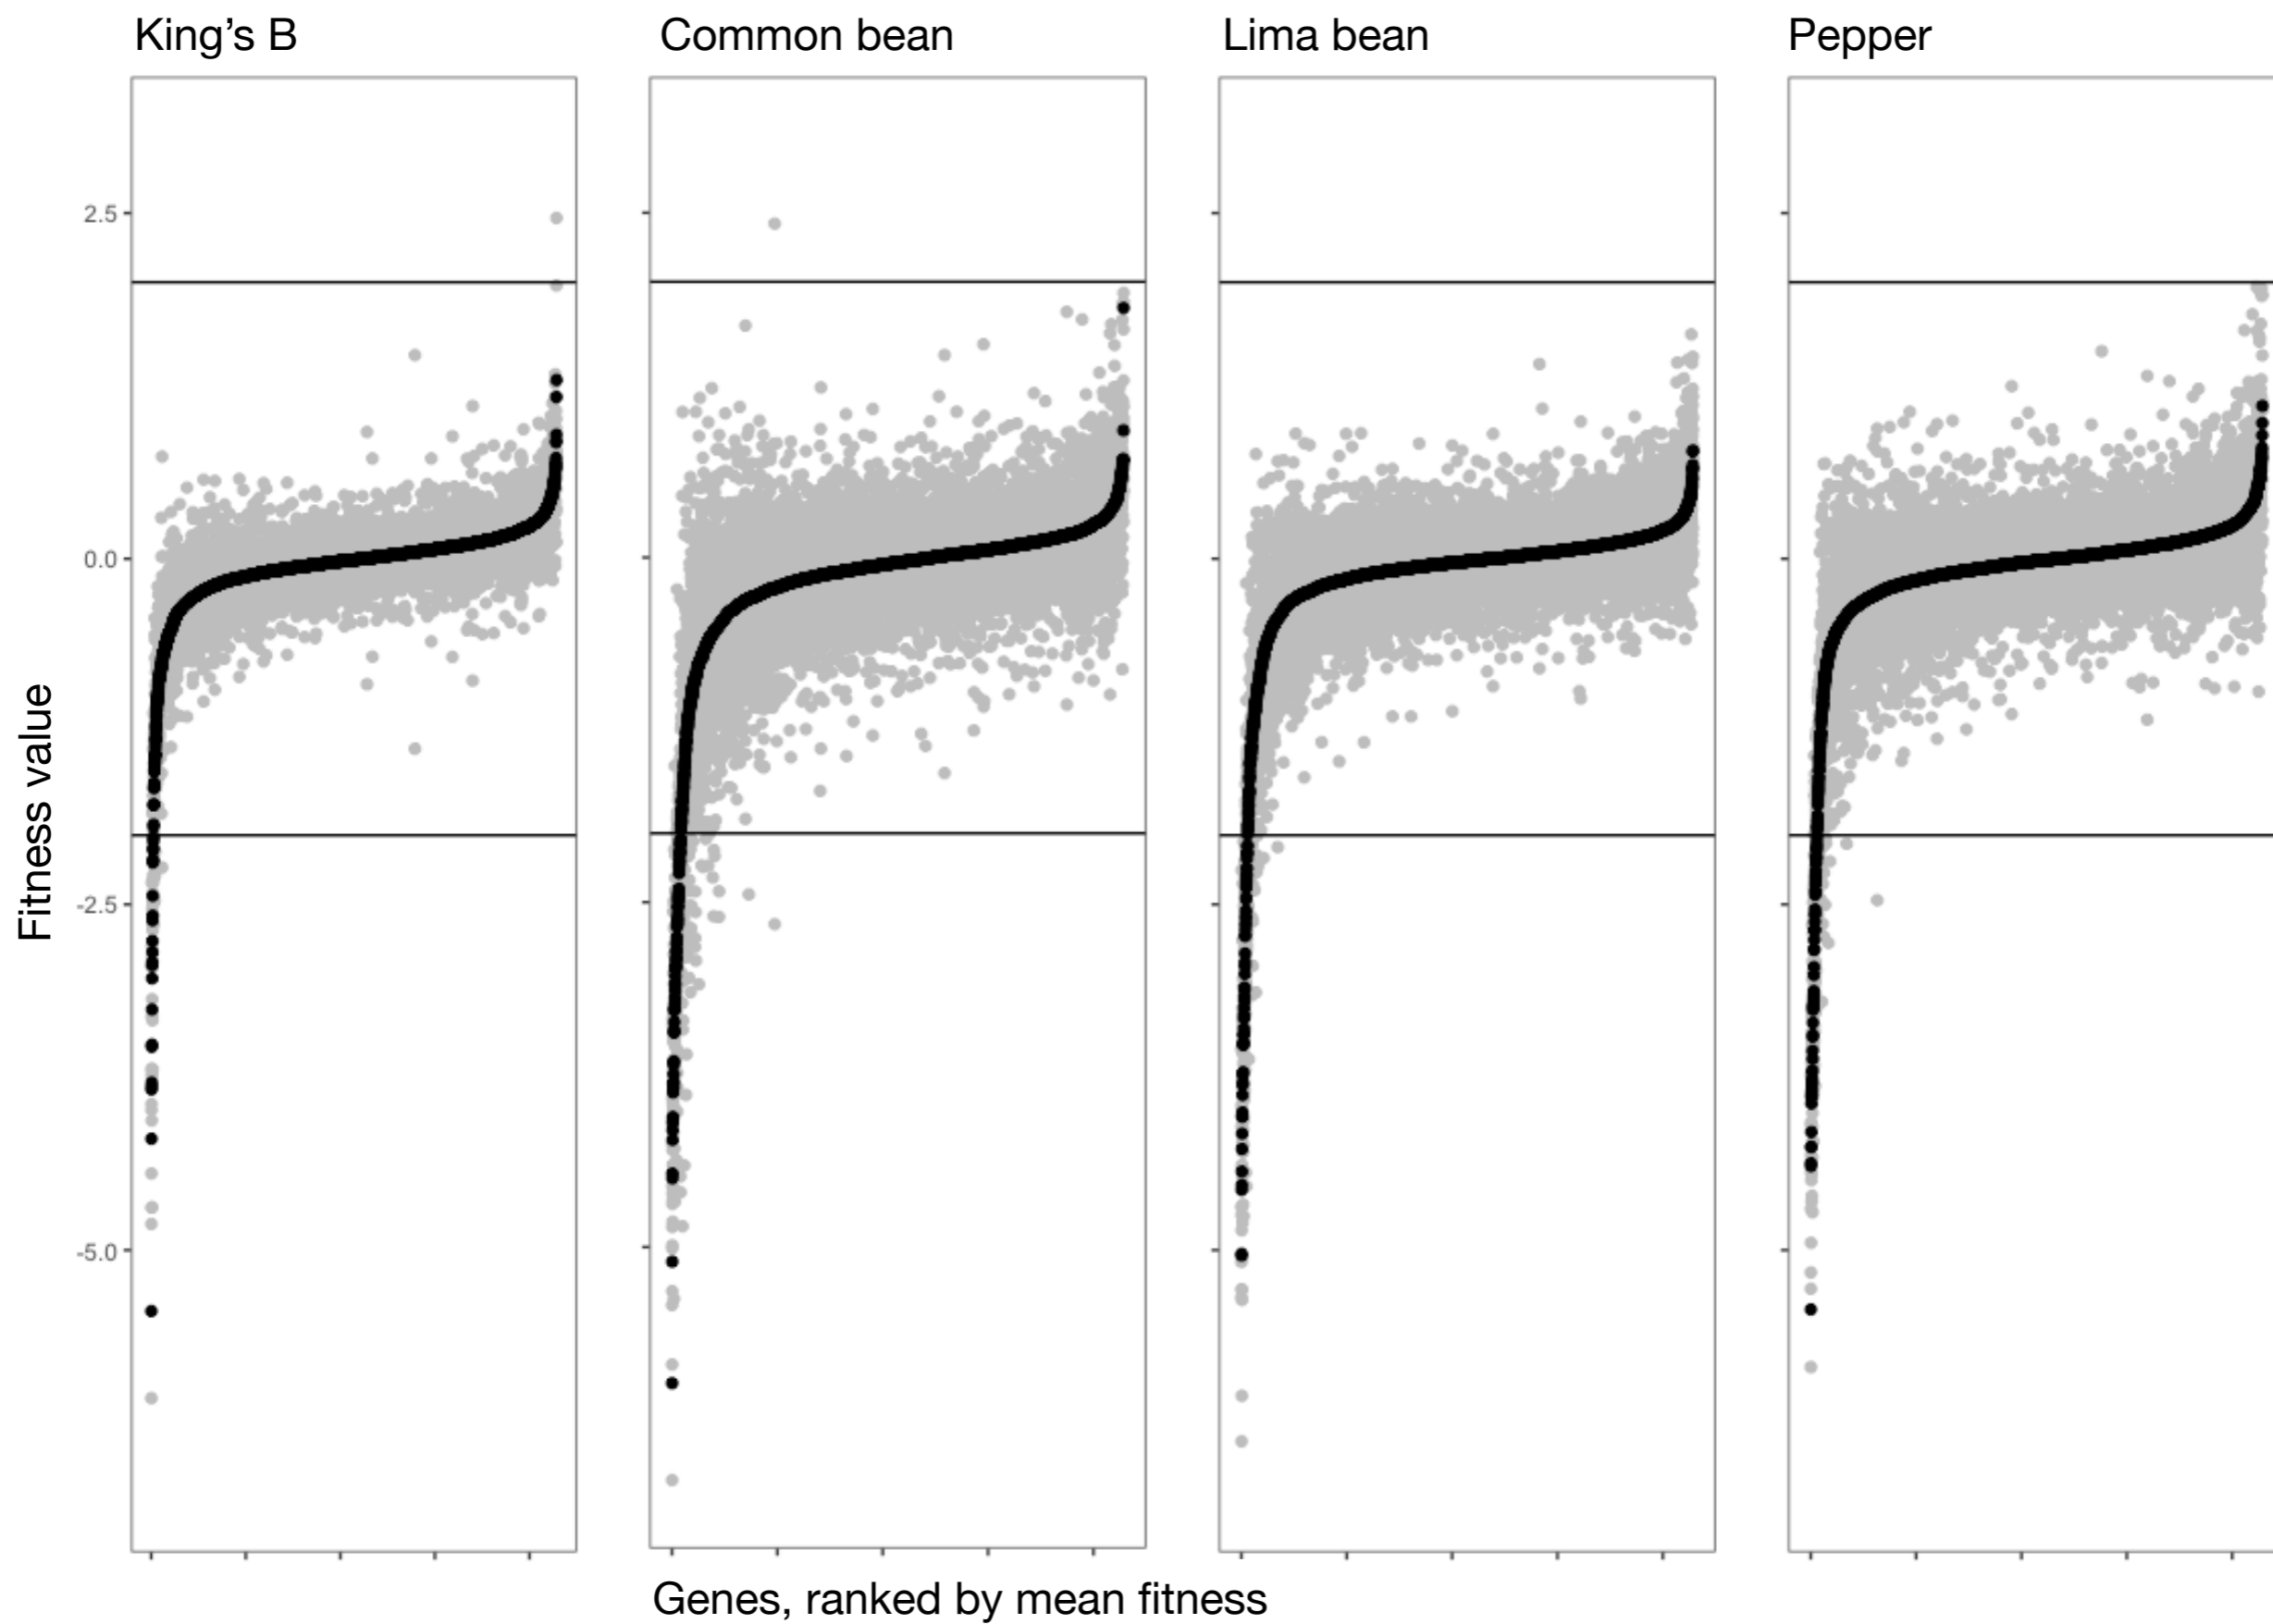 King’s B
Common bean
Lima bean
Pepper
2.5
0.0
-2.5
-5.0
Fitness value
Genes, ranked by mean fitness